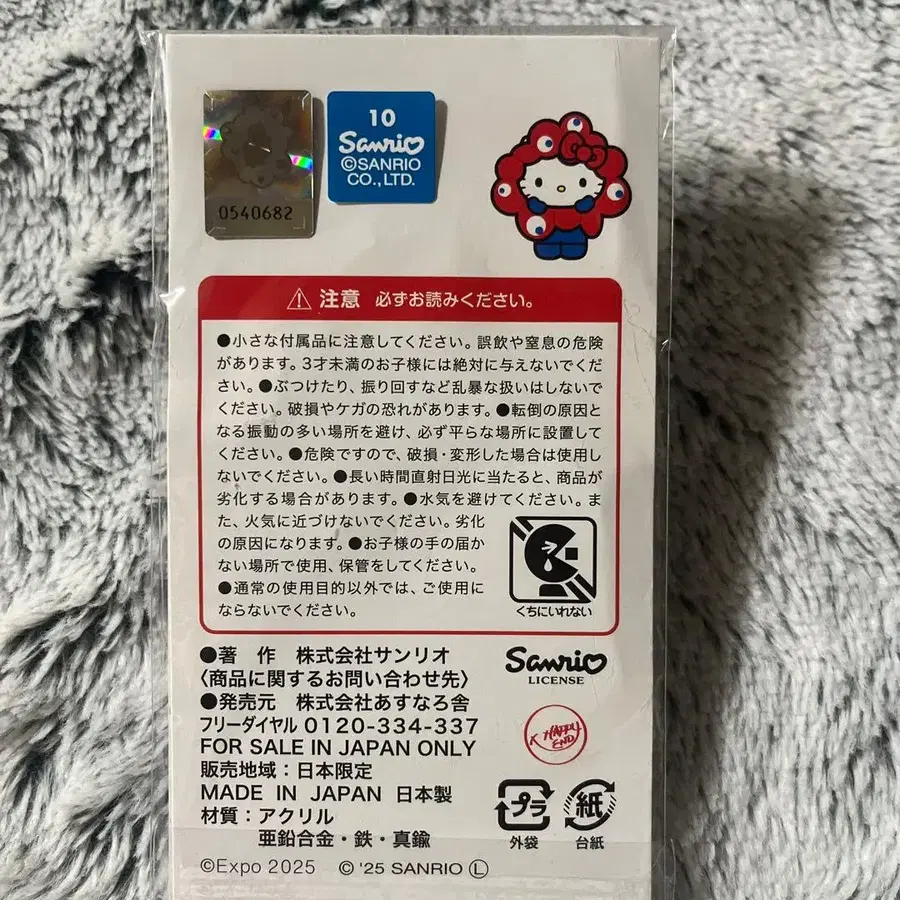 0540682
10
Sanrio
©SANRIO
CO.,LTD.
注意 必ずお読みください。
●小さな付属品に注意してください。誤飲や窒息の危険
があります。3才未満のお子様には絶対に与えないでくだ
さい。●ぶつけたり、振り回すなど乱暴な扱いはしないで
ください。破損やケガの恐れがあります。●転倒の原因と
なる振動の多い場所を避け、必ず平らな場所に設置して
ください。●危険ですので、破損・変形した場合は使用し
ないでください。●長い時間直射日光に当たると、商品が
劣化する場合があります。●水気を避けてください。ま
た、火気に近づけないでください。劣化
の原因になります。●お子様の手の届か
ない場所で使用、保管をしてください。
●通常の使用目的以外では、ご使用に
ならないでください。
くちにいれない
●著 作 株式会社サンリオ
〈商品に関するお問い合わせ先〉
●発売元 株式会社あすなろ舎
フリーダイヤル 0120-334-337
FOR SALE IN JAPAN ONLY
販売地域：日本限定
MADE IN JAPAN 日本製
材質：アクリル
亜鉛合金・鉄・真鍮
©Expo 2025 © '25 SANRIO Ⓛ
Sanrio
LICENSE
K HAPPY
END
プラ
外袋
紙
台紙